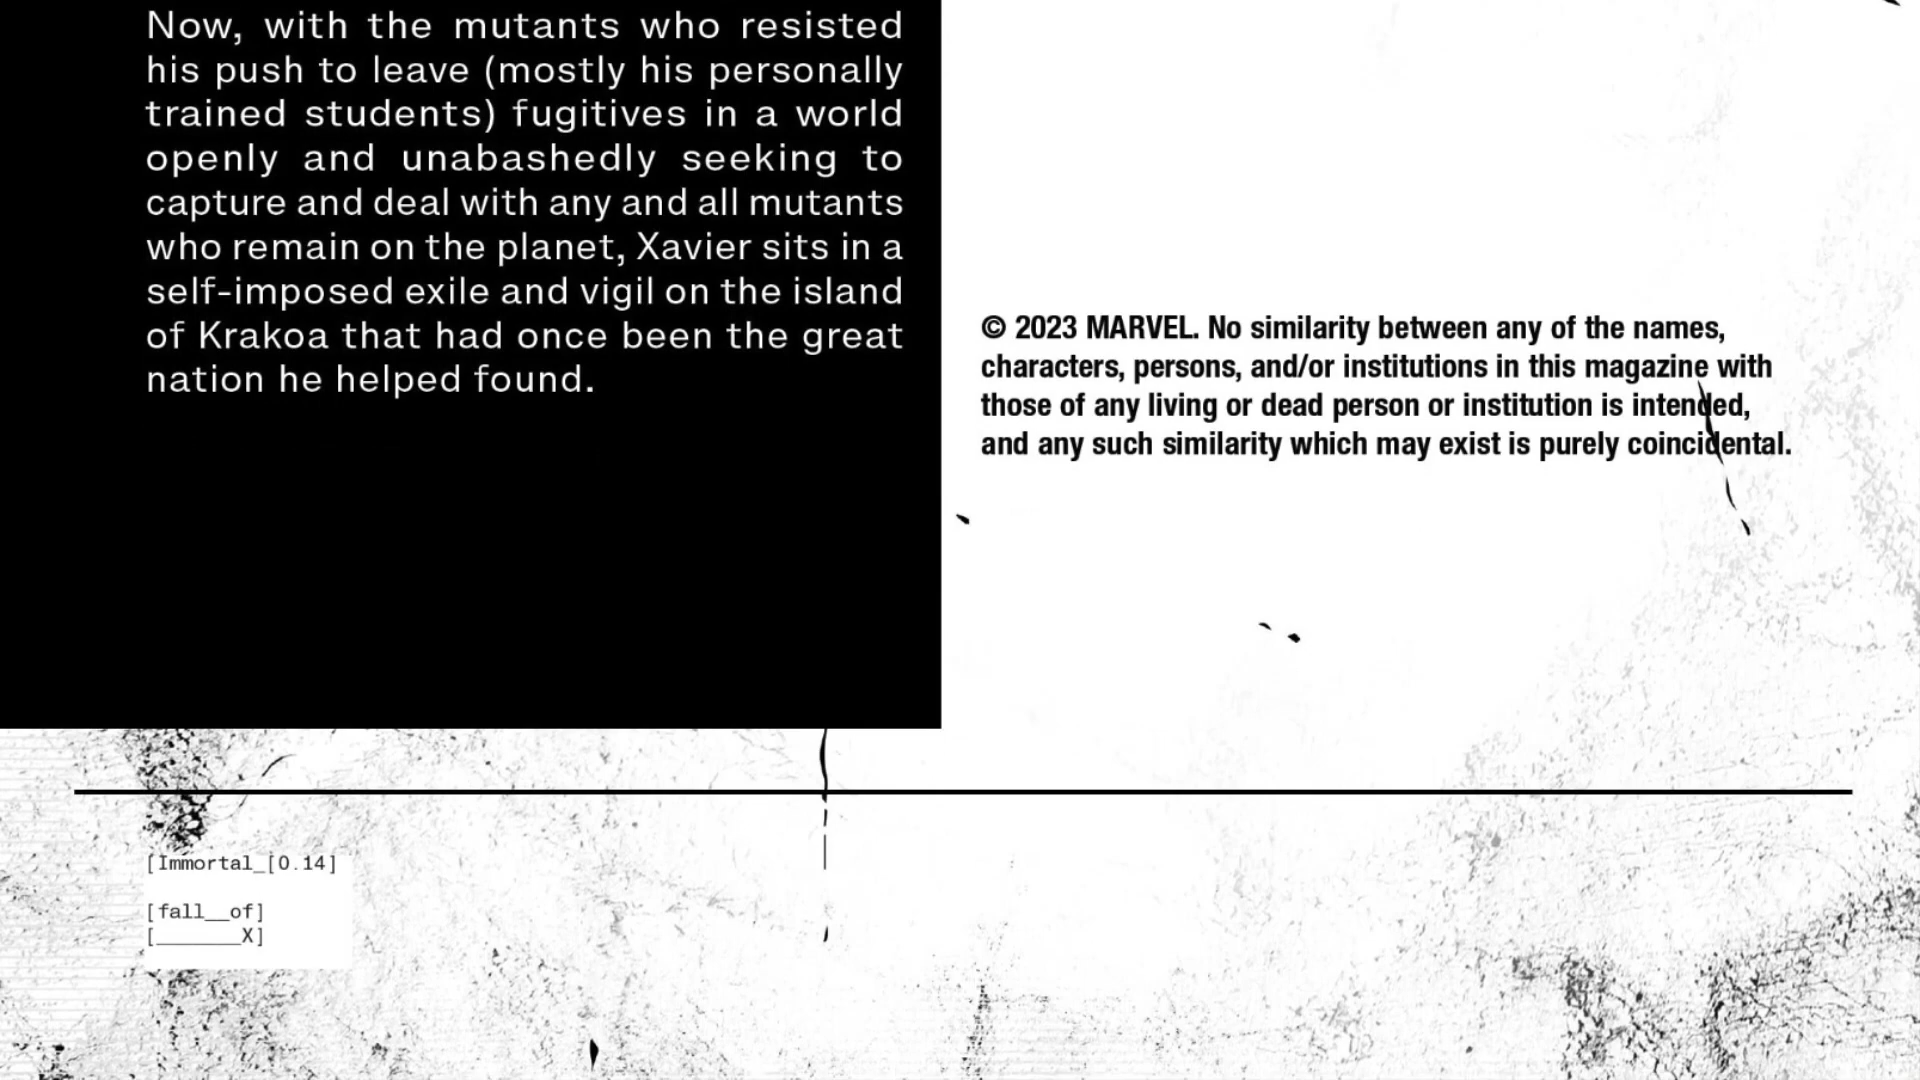 Now, with the mutants who resisted
his push to leave (mostly his personally
trained students) fugitives in a world
openly and unabashedly seeking to
capture and deal with any and all mutants
who remain on the planet, Xavier sits in a
self-imposed exile and vigil on the island
of Krakoa that had once been the great
nation he helped found.
© 2023 MARVEL. No similarity between any of the names,
characters, persons, and/or institutions in this magazine with
those of any living or dead person or institution is intended,
and any such similarity which may exist is purely coincidental.
[Immortal_[0.14]
[fall__of]
[_______X]